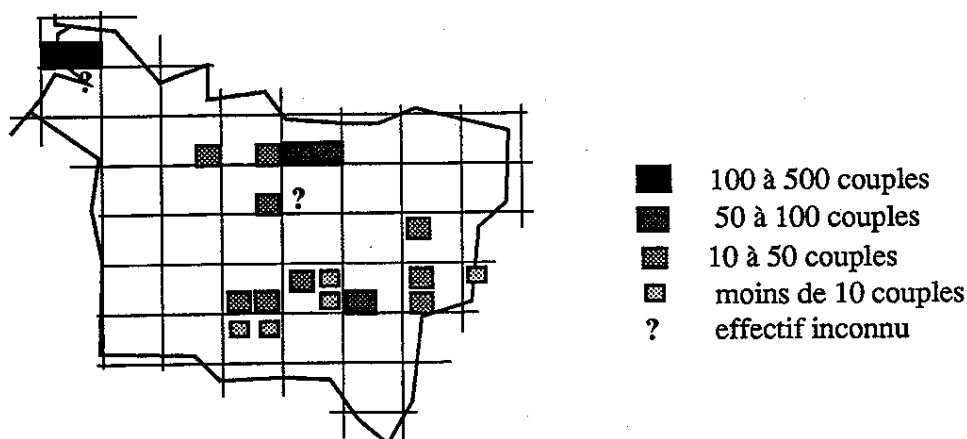 ?
?
100 à 500 couples
50 à 100 couples
10 à 50 couples
moins de 10 couples
? effectif inconnu